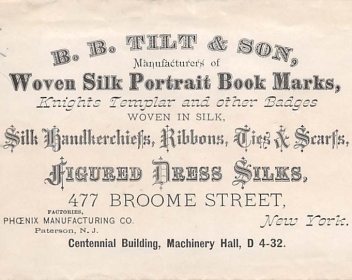 B. B. TILT & SON,
Manufacturers of
Woven Silk Portrait Book Marks,
Knights Templar and other Badges
WOVEN IN SILK,
Silk Handkerchiefs, Ribbons, Ties & Scarfs,
FIGURED DRESS SILKS,
477 BROOME STREET,
FACTORIES,
PHŒNIX MANUFACTURING CO.
Paterson, N. J.
New York.
Centennial Building, Machinery Hall, D 4-32.